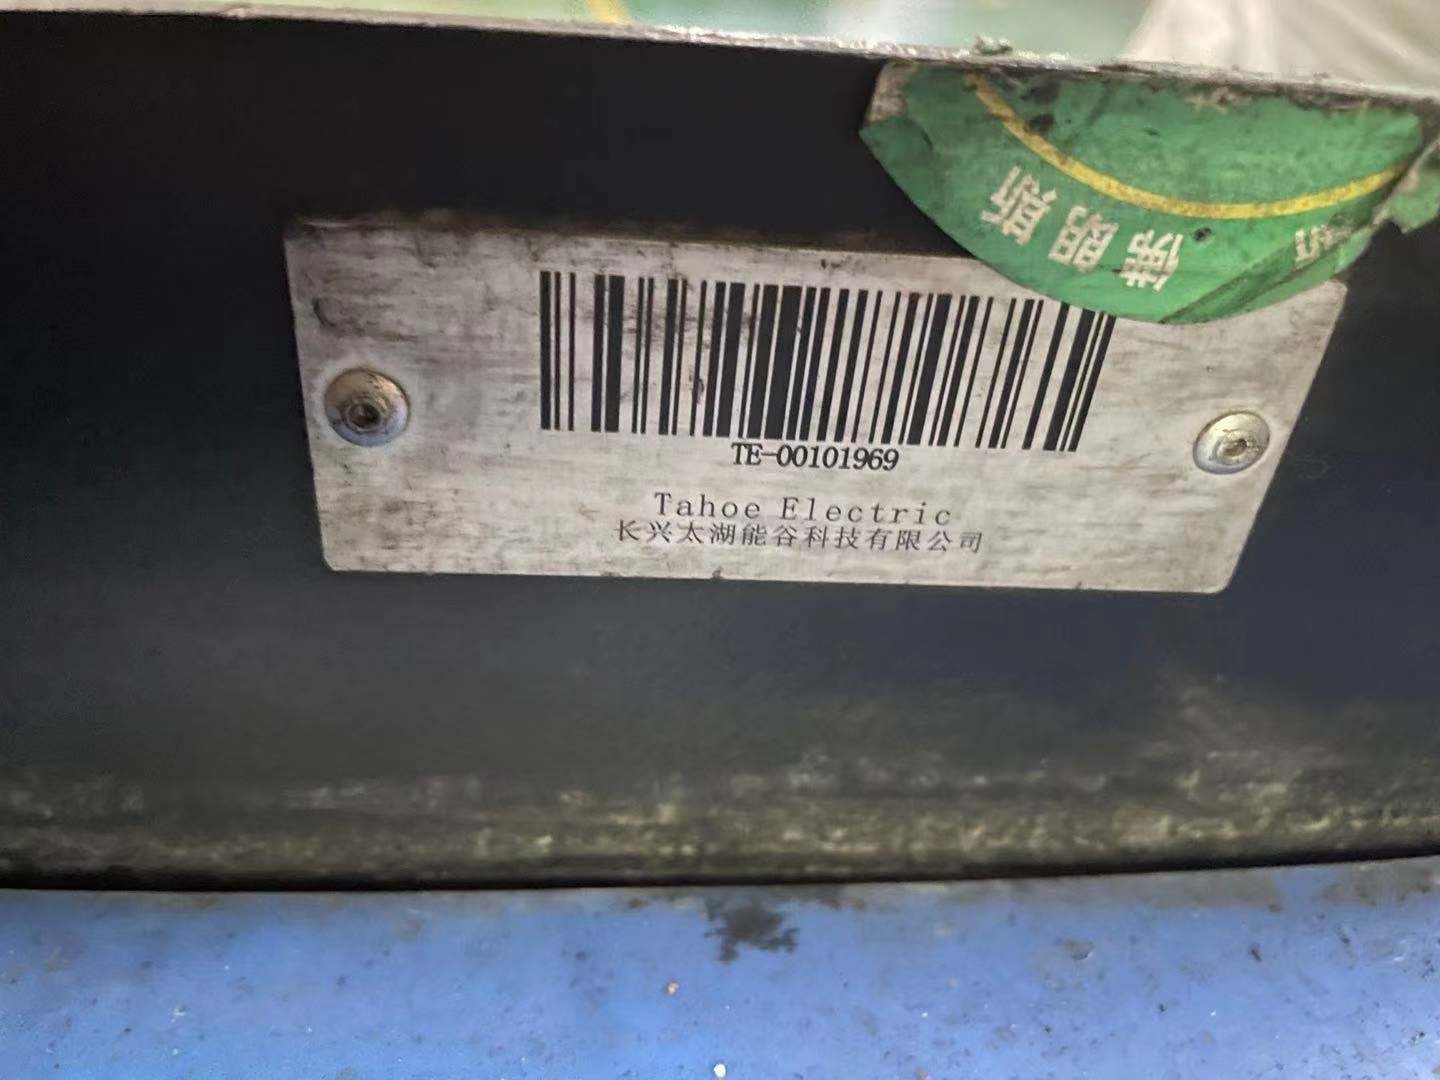 TE-00101969
Tahoe Electric
长兴太湖能谷科技有限公司